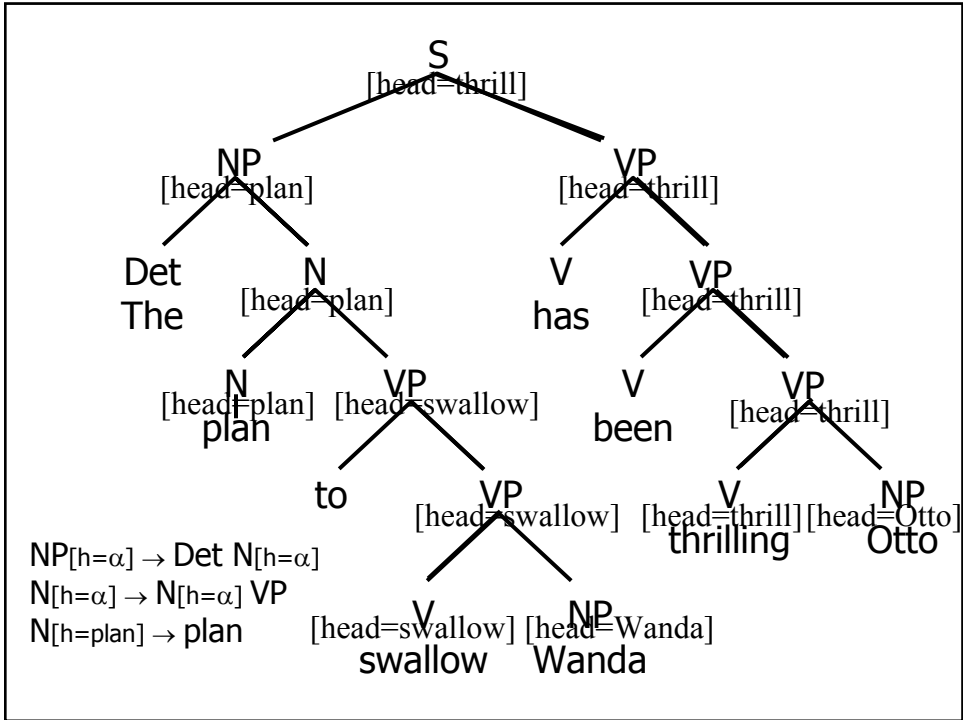 S
[head=thrill]
NP VP
[head=plan] [head=thrill]
Det N V VP
The [head=plan] has [head=thrill]
N VP V VP
[head=plan] [head=swallow] [head=thrill]
plan been
to VP V NP
[head=swallow] [head=thrill] [head=Otto]
thrilling Otto
NP[h=α] → Det N[h=α]
N[h=α] → N[h=α] VP
N[h=plan] → plan
V NP
[head=swallow] [head=Wanda]
swallow Wanda